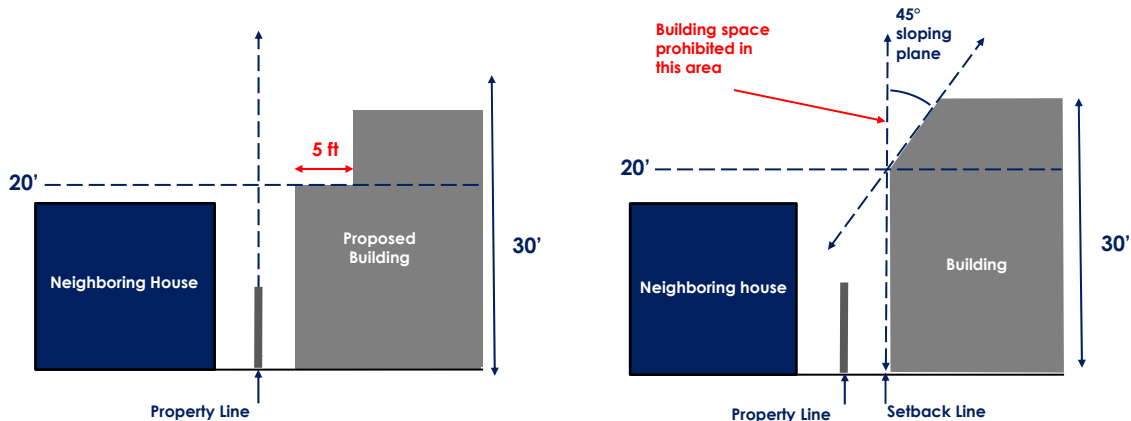 5 ft
20’
30’
Proposed
Building
Neighboring House
Property Line
Building space
prohibited in
this area
45°
sloping
plane
20’
30’
Building
Neighboring house
Property Line
Setback Line